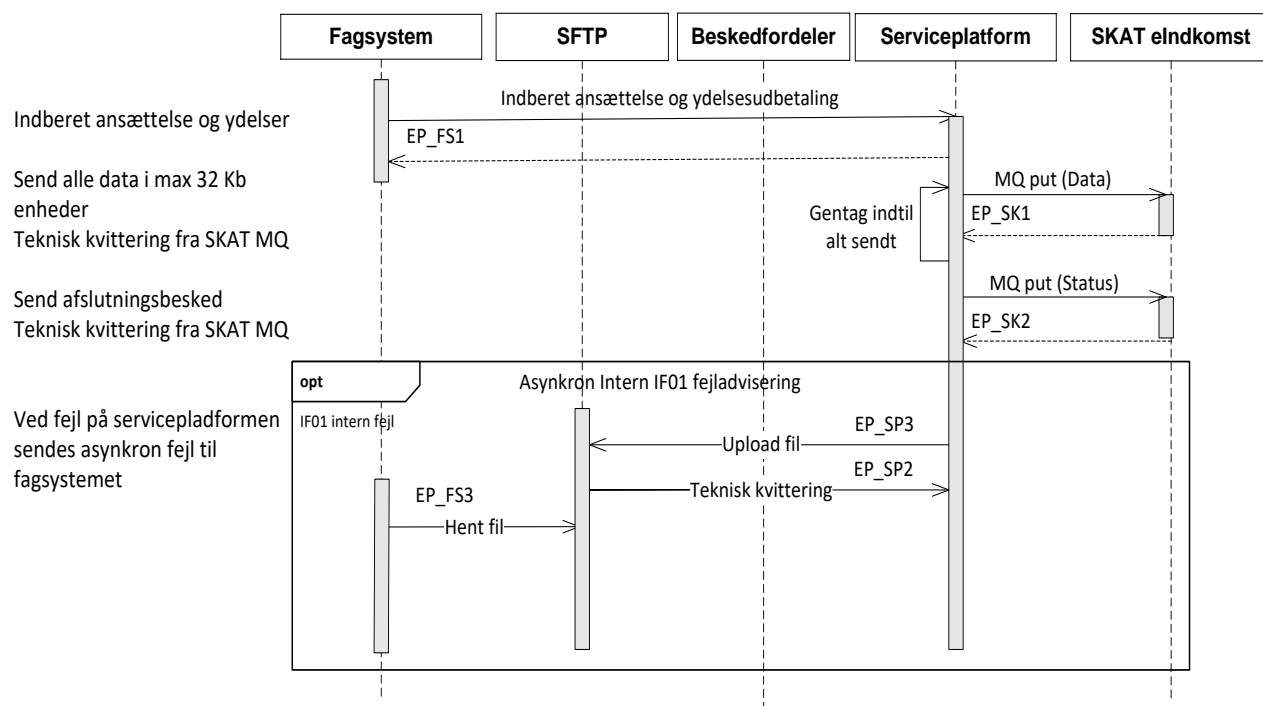 Fagsystem
SFTP
Beskedfordeler
Serviceplatform
SKAT eIndkomst
Indberet ansættelse og ydelsesudbetaling
Indberet ansættelse og ydelser
EP_FS1
Send alle data i max 32 Kb
enheder
Teknisk kvittering fra SKAT MQ
MQ put (Data)
Gentag indtil
alt sendt
EP_SK1
Send afslutningsbesked
Teknisk kvittering fra SKAT MQ
MQ put (Status)
EP_SK2
opt
Asynkron Intern IF01 fejladvisering
Ved fejl på servicepladformen
sendes asynkron fejl til
fagsystemet
IF01 intern fejl
EP_SP3
Upload fil
EP_SP2
Teknisk kvittering
EP_FS3
Hent fil